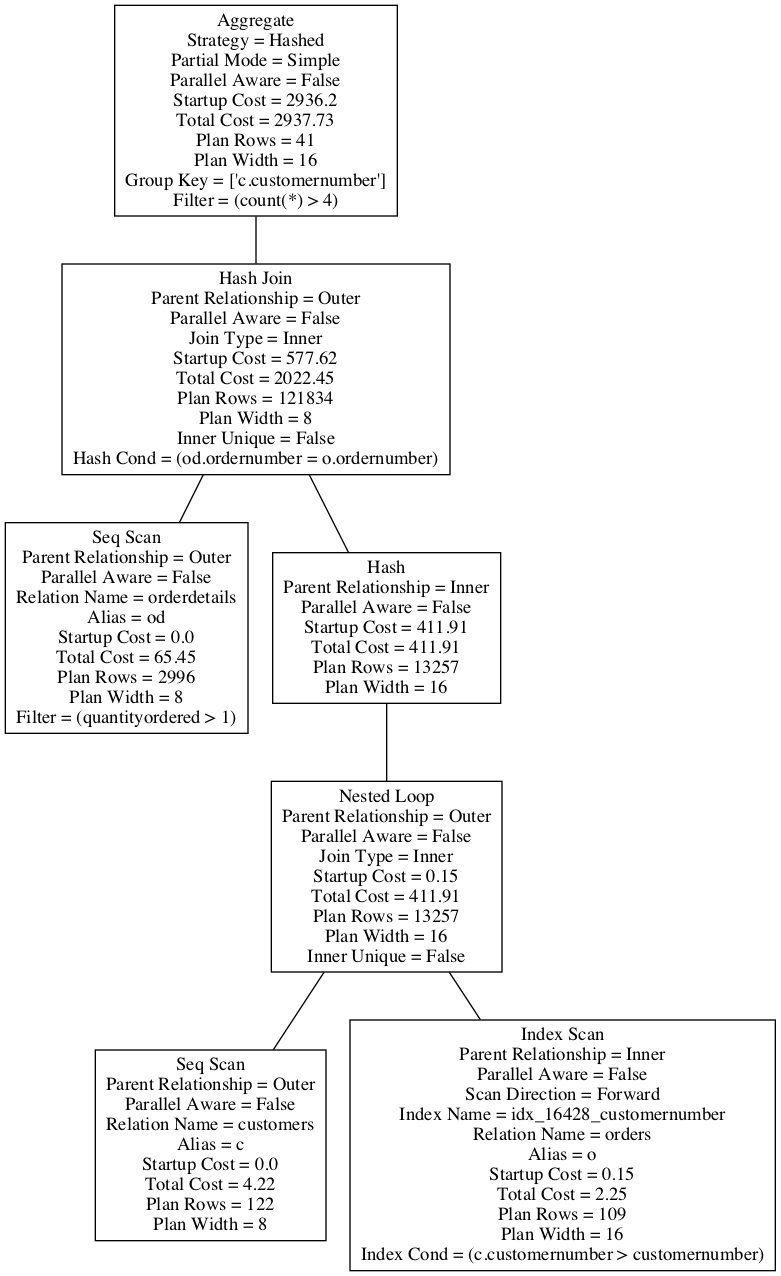 Aggregate
Strategy = Hashed
Partial Mode = Simple
Parallel Aware = False
Startup Cost = 2936.2
Total Cost = 2937.73
Plan Rows = 41
Plan Width = 16
Group Key = ['c.customernumber']
Filter = (count(*) > 4)
Hash Join
Parent Relationship = Outer
Parallel Aware = False
Join Type = Inner
Startup Cost = 577.62
Total Cost = 2022.45
Plan Rows = 121834
Plan Width = 8
Inner Unique = False
Hash Cond = (od.ordernumber = o.ordernumber)
Seq Scan
Parent Relationship = Outer
Parallel Aware = False
Relation Name = orderdetails
Alias = od
Startup Cost = 0.0
Total Cost = 65.45
Plan Rows = 2996
Plan Width = 8
Filter = (quantityordered > 1)
Hash
Parent Relationship = Inner
Parallel Aware = False
Startup Cost = 411.91
Total Cost = 411.91
Plan Rows = 13257
Plan Width = 16
Nested Loop
Parent Relationship = Outer
Parallel Aware = False
Join Type = Inner
Startup Cost = 0.15
Total Cost = 411.91
Plan Rows = 13257
Plan Width = 16
Inner Unique = False
Seq Scan
Parent Relationship = Outer
Parallel Aware = False
Relation Name = customers
Alias = c
Startup Cost = 0.0
Total Cost = 4.22
Plan Rows = 122
Plan Width = 8
Index Scan
Parent Relationship = Inner
Parallel Aware = False
Scan Direction = Forward
Index Name = idx_16428_customernumber
Relation Name = orders
Alias = o
Startup Cost = 0.15
Total Cost = 2.25
Plan Rows = 109
Plan Width = 16
Index Cond = (c.customernumber > customernumber)